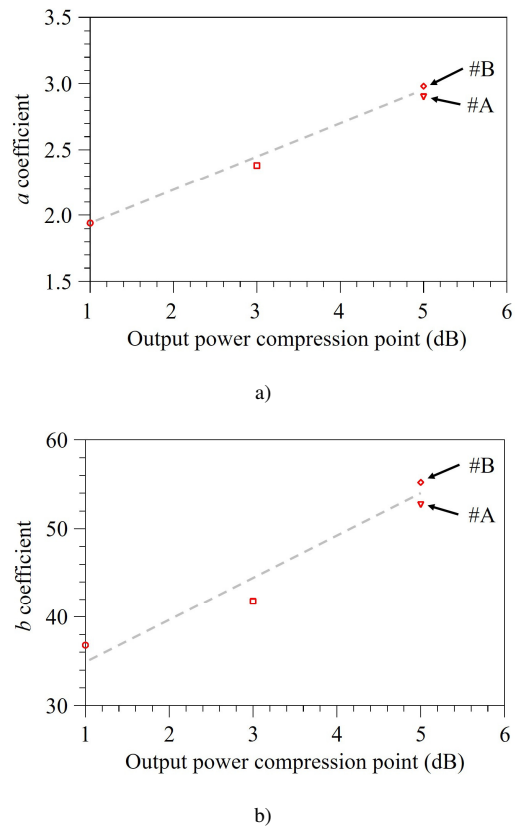 3.5
3.0
2.5
2.0
1.5
a coefficient
#B
#A
1 2 3 4 5 6
Output power compression point (dB)
a)
60
50
40
30
b coefficient
#B
#A
1 2 3 4 5 6
Output power compression point (dB)
b)